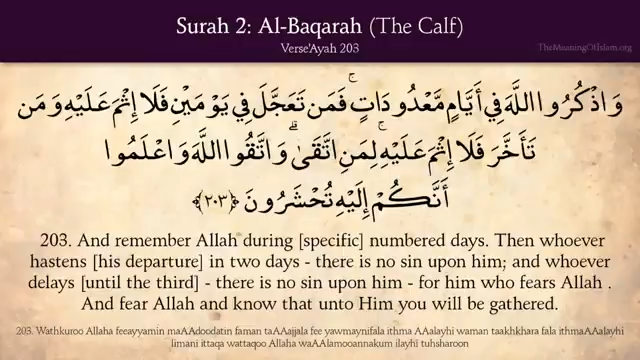 Surah 2: Al-Baqarah (The Calf)
Verse'Ayah 203
TheMeaningOfIslam.org
وَاذْكُرُوا اللَّهَ فِي أَيَّامٍ مَّعْدُودَاتٍ ۚ فَمَن تَعَجَّلَ فِي يَوْمَيْنِ فَلَا إِثْمَ عَلَيْهِ وَمَن
تَأَخَّرَ فَلَا إِثْمَ عَلَيْهِ ۚ لِمَنِ اتَّقَىٰ ۗ وَاتَّقُوا اللَّهَ وَاعْلَمُوا
أَنَّكُمْ إِلَيْهِ تُحْشَرُونَ ﴿٢٠٣﴾
203. And remember Allah during [specific] numbered days. Then whoever
hastens [his departure] in two days - there is no sin upon him; and whoever
delays [until the third] - there is no sin upon him - for him who fears Allah .
And fear Allah and know that unto Him you will be gathered.
203. Wathkuroo Allaha feeayyamin maAAdoodatin faman taAAajjala fee yawmaynifala ithma AAalayhi waman taakhkhara fala ithmaAAalayhi
limani ittaqa wattaqoo Allaha waAAlamooannakum ilayhi tuhsharoon